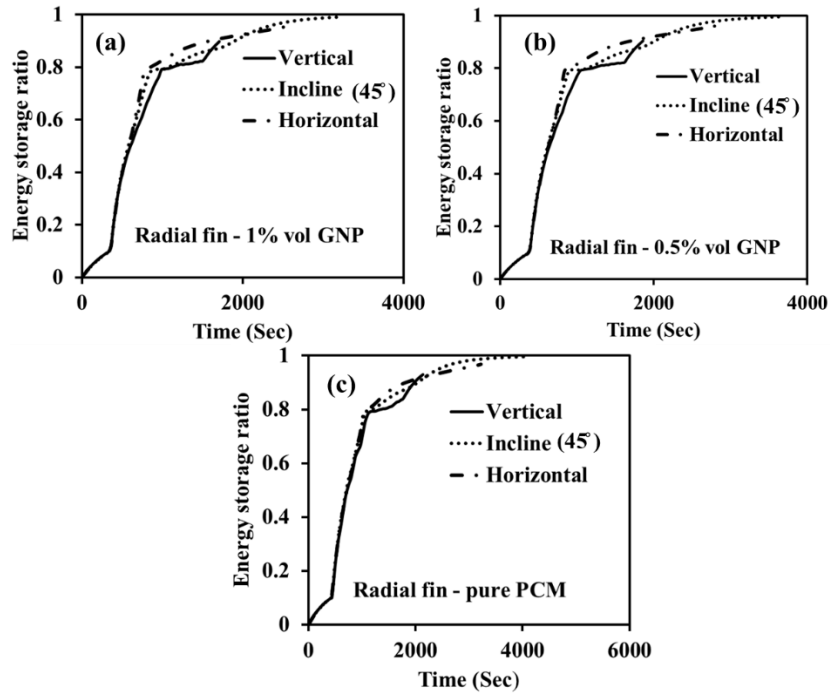 (a)
Energy storage ratio
1
0.8
0.6
0.4
0.2
0
Vertical
Incline (45°)
Horizontal
Radial fin - 1% vol GNP
0 2000 4000
Time (Sec)
(b)
Energy storage ratio
1
0.8
0.6
0.4
0.2
0
Vertical
Incline (45°)
Horizontal
Radial fin - 0.5% vol GNP
0 2000 4000
Time (Sec)
(c)
Energy storage ratio
1
0.8
0.6
0.4
0.2
0
Vertical
Incline (45°)
Horizontal
Radial fin - pure PCM
0 2000 4000 6000
Time (Sec)